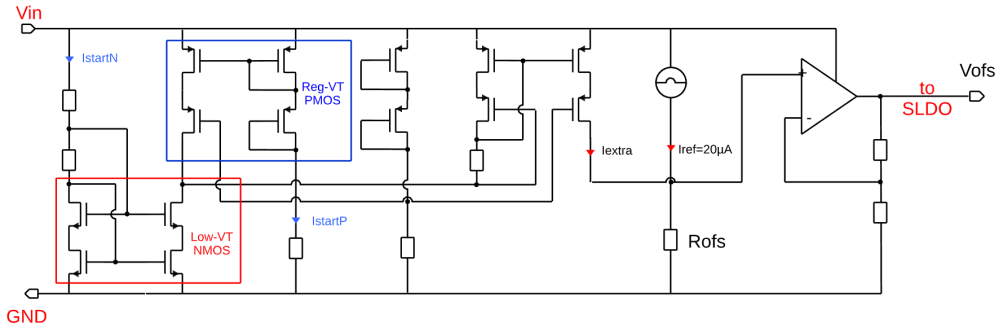 Vin
IstartN
Reg-VT
PMOS
Low-VT
NMOS
IstartP
Iextra
Iref=20µA
Rofs
+
-
to
SLDO
Vofs
GND